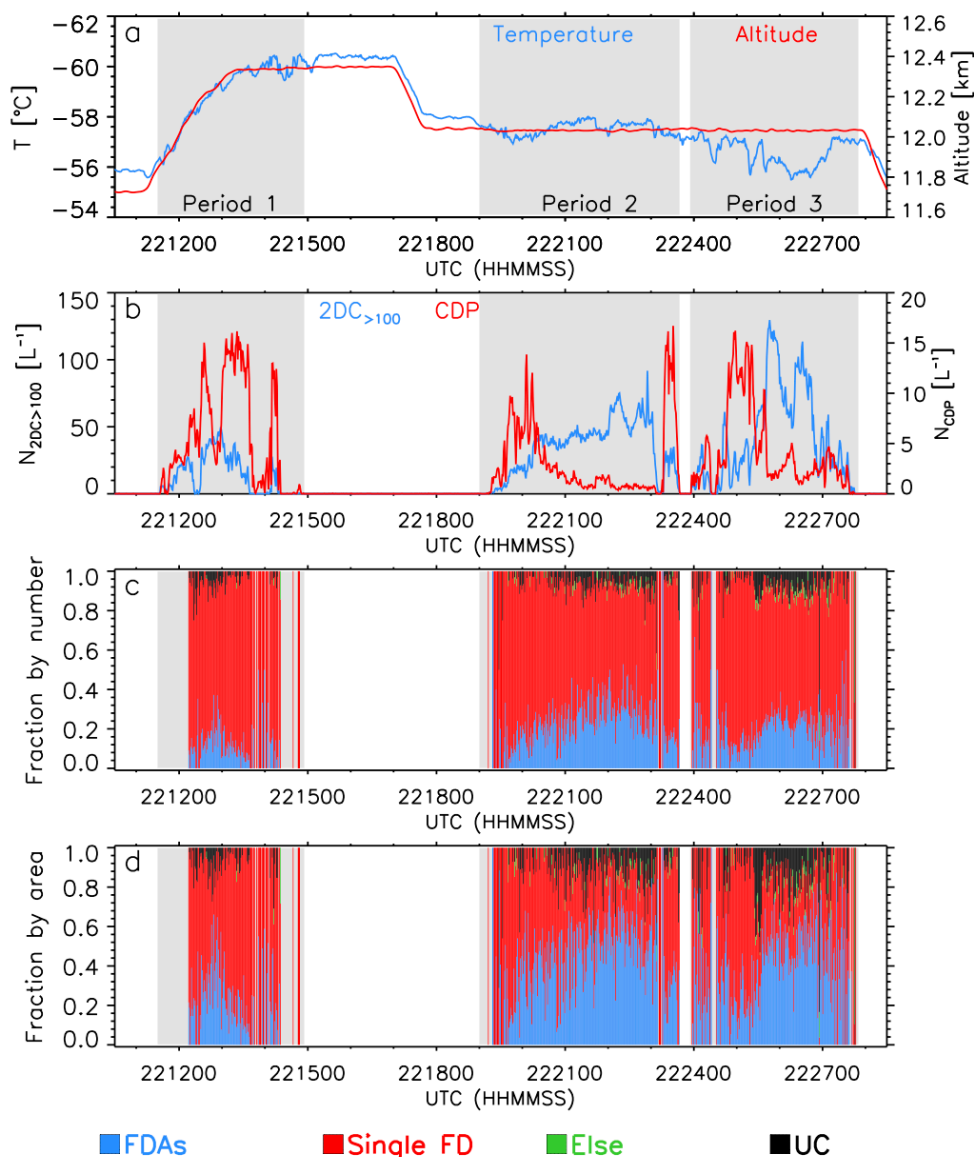 a
Temperature
Altitude
-62
-60
-58
-56
-54
T [°C]
12.6
12.4
12.2
12.0
11.8
11.6
Altitude [km]
Period 1
Period 2
Period 3
221200 221500 221800 222100 222400 222700
UTC (HHMMSS)
b
2DC>100
CDP
150
100
50
0
N2DC>100 [L-1]
20
15
10
5
0
NCDP [L-1]
221200 221500 221800 222100 222400 222700
UTC (HHMMSS)
c
1.0
0.8
0.6
0.4
0.2
0.0
Fraction by number
221200 221500 221800 222100 222400 222700
UTC (HHMMSS)
d
1.0
0.8
0.6
0.4
0.2
0.0
Fraction by area
221200 221500 221800 222100 222400 222700
UTC (HHMMSS)
FDAs Single FD Else UC